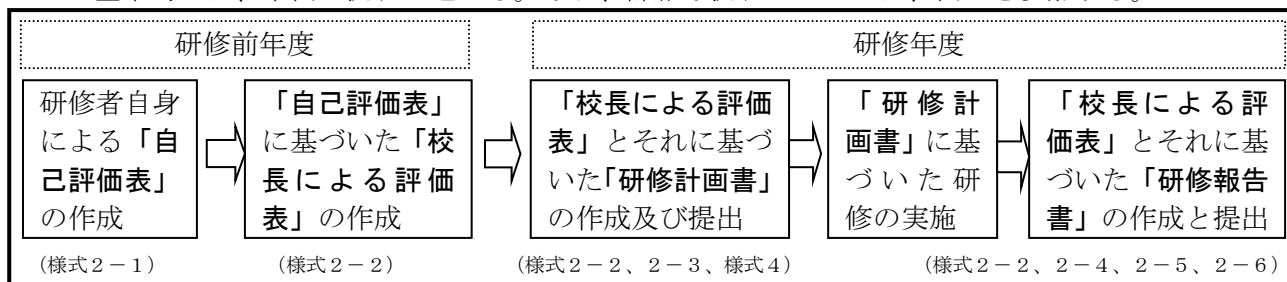 研修前年度
研修年度
研修者自身
による「自
己評価表」
の作成
「自己評価表」
に基づいた「校
長による評価
表」の作成
「校長による評価
表」とそれに基づ
いた「研修計画書」
の作成及び提出
「研修計
画書」に基
づいた研
修の実施
「校長による評
価表」とそれに基
づいた「研修報告
書」の作成と提出
(様式2-1)
(様式2-2)
(様式2-2、2-3、様式4)
(様式2-2、2-4、2-5、2-6)